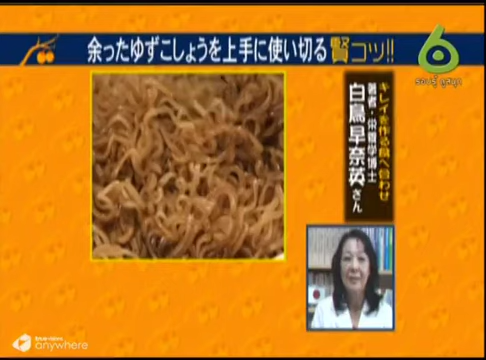 余ったゆずこしょうを上手に使い切る賢コツ!!
6
キレイを作る食べ合わせ
著者・栄養学博士
白鳥早奈英さん
anywhere